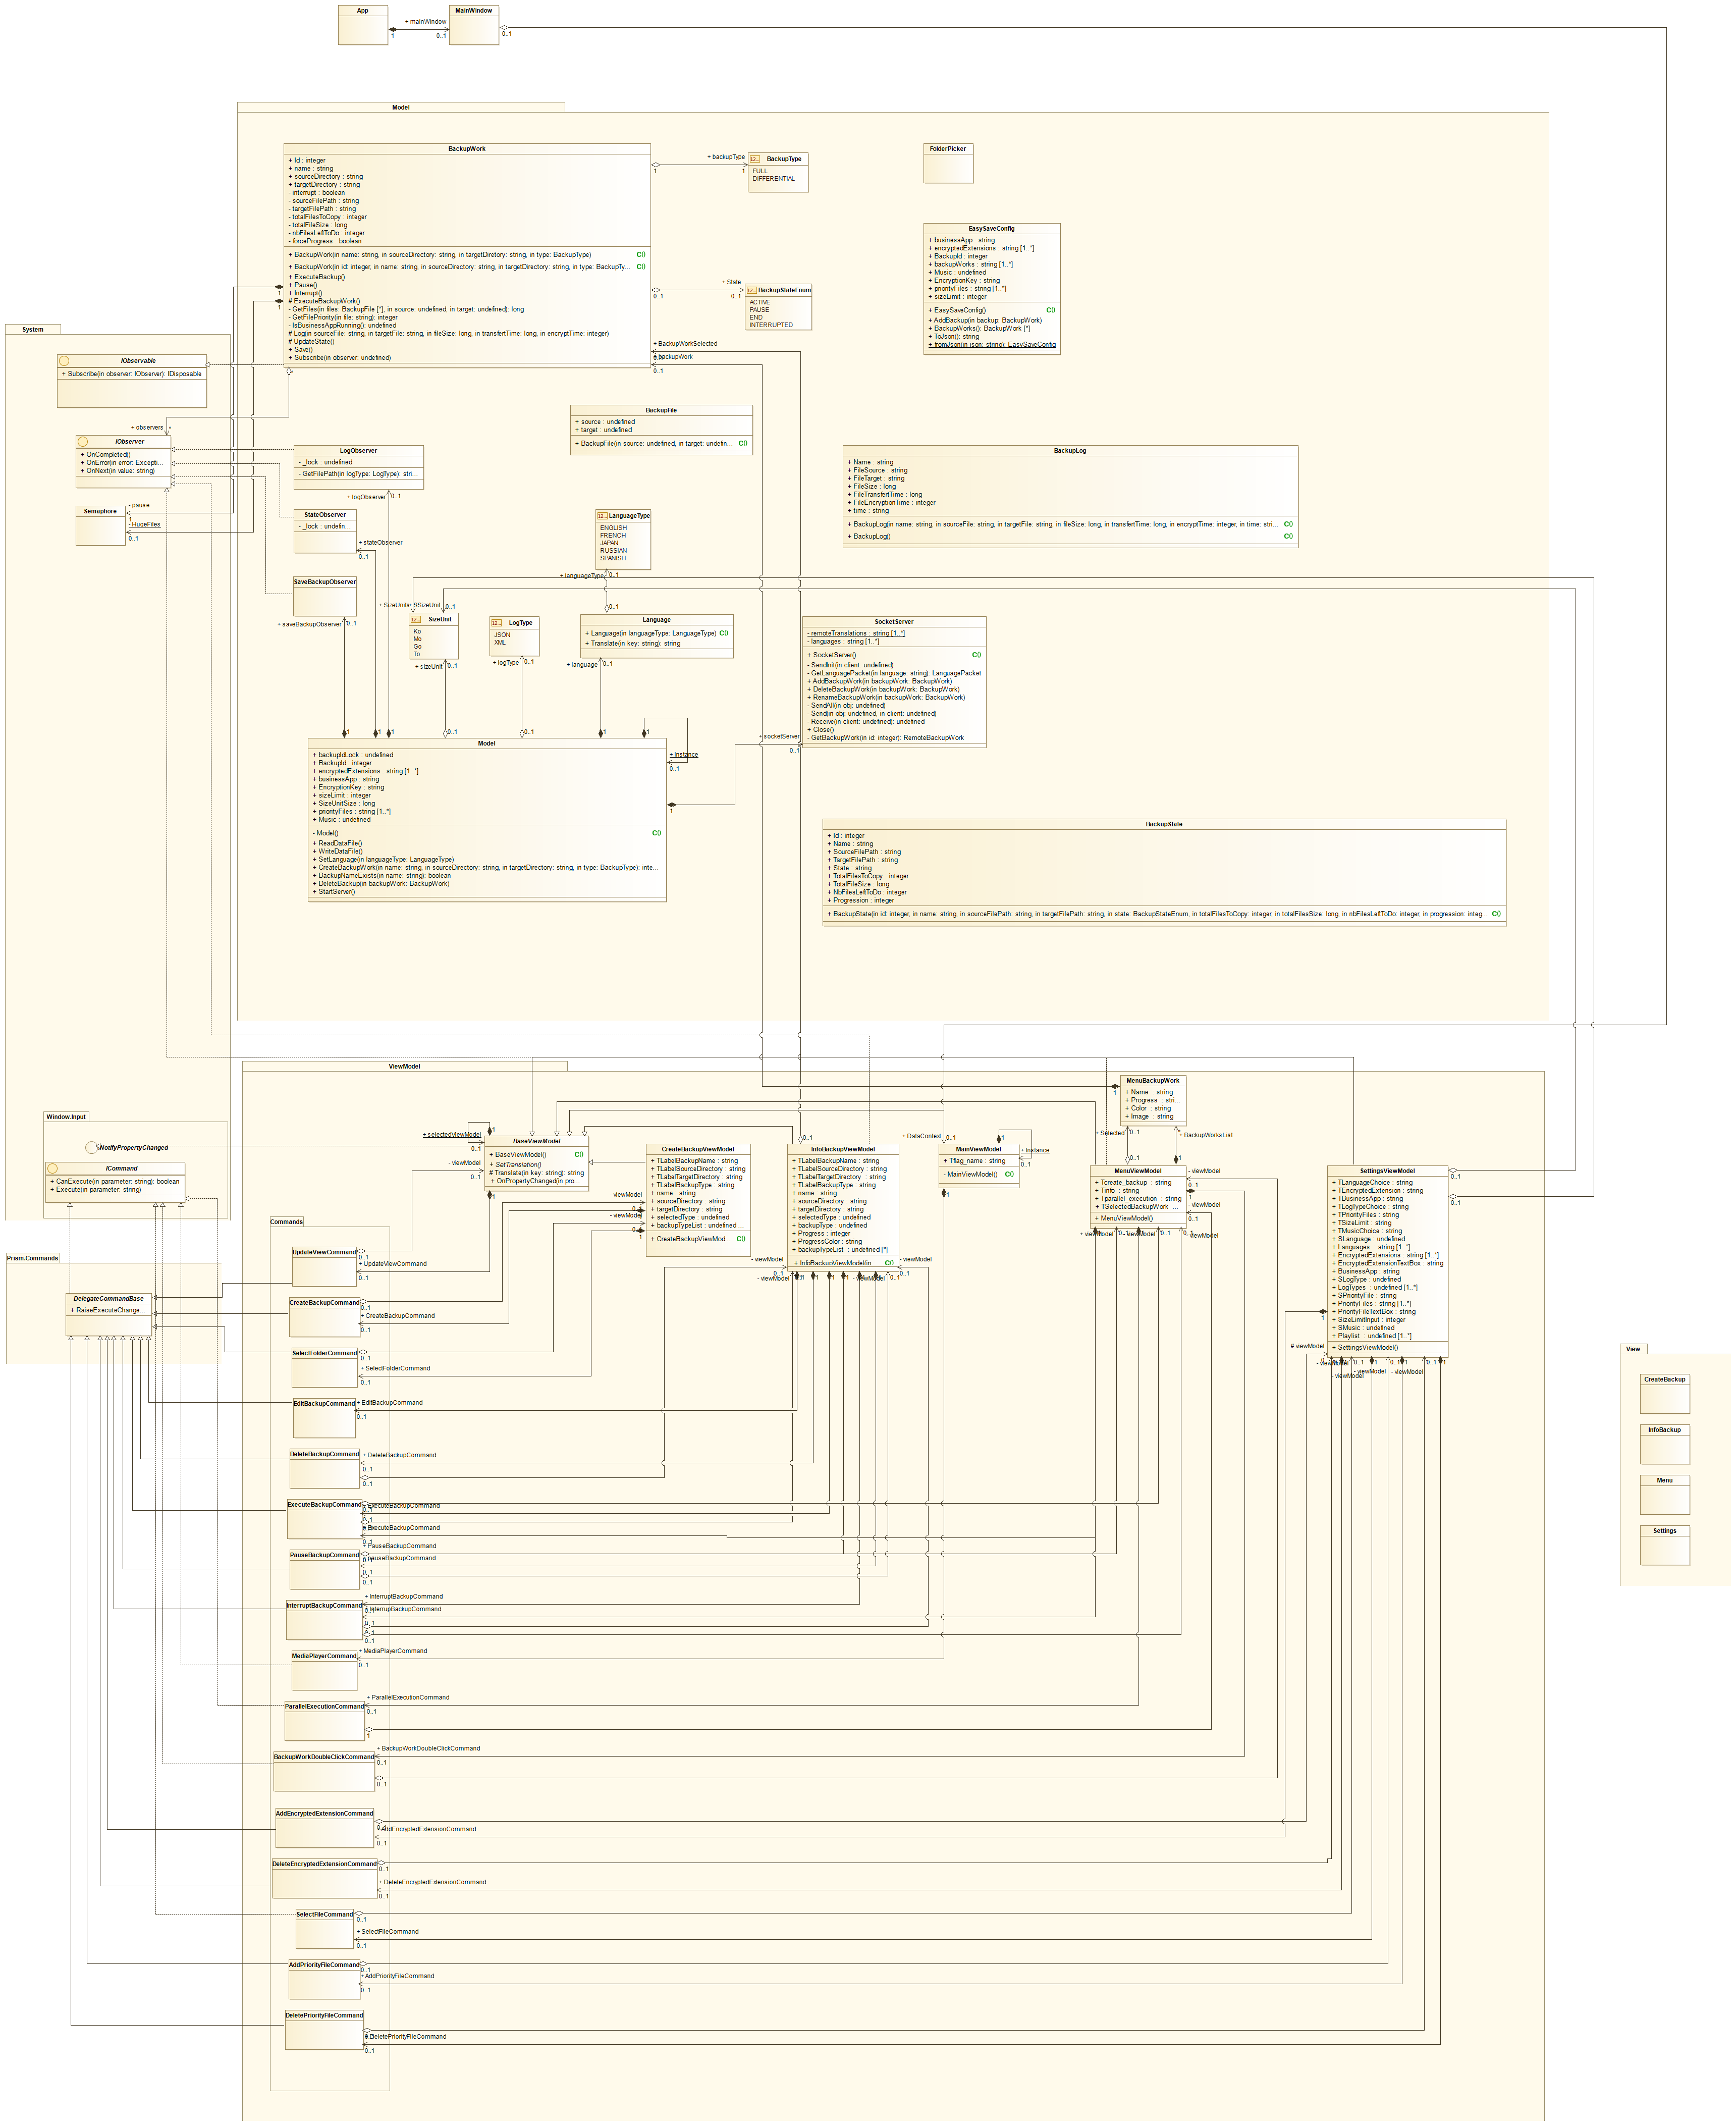 App
+ mainWindow
1
0..1
MainWindow
0..1
Model
BackupWork
+ Id : integer
+ name : string
+ sourceDirectory : string
+ targetDirectory : string
- interrupt : boolean
- sourceFilePath : string
- targetFilePath : string
- totalFilesToCopy : integer
- totalFileSize : long
- nbFilesLeftToDo : integer
- forceProgress : boolean
+ BackupWork(in name: string, in sourceDirectory: string, in targetDiretory: string, in type: BackupType)
+ BackupWork(in id: integer, in name: string, in sourceDirectory: string, in targetDirectory: string, in type: BackupTy...
+ ExecuteBackup()
+ Pause()
+ Interrupt()
# ExecuteBackupWork()
- GetFiles(in files: BackupFile [*], in source: undefined, in target: undefined): long
- GetFilePriority(in file: string): integer
- IsBusinessAppRunning(): undefined
# Log(in sourceFile: string, in targetFile: string, in fileSize: long, in transfertTime: long, in encryptTime: integer)
# UpdateState()
+ Save()
+ Subscribe(in observer: undefined)
+ backupType
1
1
BackupType
FULL
DIFFERENTIAL
+ State
0..1
0..1
BackupStateEnum
ACTIVE
PAUSE
END
INTERRUPTED
+ BackupWorkSelected
+ backupWork
0..1
FolderPicker
EasySaveConfig
+ businessApp : string
+ encryptedExtensions : string [1..*]
+ BackupId : integer
+ backupWorks : string [1..*]
+ Music : undefined
+ EncryptionKey : string
+ priorityFiles : string [1..*]
+ sizeLimit : integer
+ EasySaveConfig()
+ AddBackup(in backup: BackupWork)
+ BackupWorks(): BackupWork [*]
+ ToJson(): string
+ fromJson(in json: string): EasySaveConfig
System
IObservable
+ Subscribe(in observer: IObserver): IDisposable
+ observers
*
IObserver
+ OnCompleted()
+ OnError(in error: Excepti...
+ OnNext(in value: string)
Semaphore
- pause
1
- HugeFiles
0..1
BackupFile
+ source : undefined
+ target : undefined
+ BackupFile(in source: undefined, in target: undefin...
LogObserver
- _lock : undefined
- GetFilePath(in logType: LogType): stri...
+ logObserver
0..1
StateObserver
- _lock : undefin...
+ stateObserver
0..1
SaveBackupObserver
+ saveBackupObserver
0..1
BackupLog
+ Name : string
+ FileSource : string
+ FileTarget : string
+ FileSize : long
+ FileTransfertTime : long
+ FileEncryptionTime : integer
+ time : string
+ BackupLog(in name: string, in sourceFile: string, in targetFile: string, in fileSize: long, in transfertTime: long, in encryptTime: integer, in time: stri...
+ BackupLog()
LanguageType
ENGLISH
FRENCH
JAPAN
RUSSIAN
SPANISH
+ languageType
0..1
0..1
SizeUnit
Ko
Mo
Go
To
+ sizeUnit
0..1
LogType
JSON
XML
+ logType
0..1
Language
+ Language(in languageType: LanguageType)
+ Translate(in key: string): string
+ language
0..1
SocketServer
- remoteTranslations : string [1..*]
- languages : string [1..*]
+ SocketServer()
- SendInit(in client: undefined)
- GetLanguagePacket(in language: string): LanguagePacket
+ AddBackupWork(in backupWork: BackupWork)
+ DeleteBackupWork(in backupWork: BackupWork)
+ RenameBackupWork(in backupWork: BackupWork)
- SendAll(in obj: undefined)
- Send(in obj: undefined, in client: undefined)
- Receive(in client: undefined): undefined
+ Close()
- GetBackupWork(in id: integer): RemoteBackupWork
+ socketServer
0..1
Model
+ backupIdLock : undefined
+ BackupId : integer
+ encryptedExtensions : string [1..*]
+ businessApp : string
+ EncryptionKey : string
+ sizeLimit : integer
+ SizeUnitSize : long
+ priorityFiles : string [1..*]
+ Music : undefined
- Model()
+ ReadDataFile()
+ WriteDataFile()
+ SetLanguage(in languageType: LanguageType)
+ CreateBackupWork(in name: string, in sourceDirectory: string, in targetDirectory: string, in type: BackupType): inte...
+ BackupNameExists(in name: string): boolean
+ DeleteBackup(in backupWork: BackupWork)
+ StartServer()
+ Instance
0..1
BackupState
+ Id : integer
+ Name : string
+ SourceFilePath : string
+ TargetFilePath : string
+ State : string
+ TotalFilesToCopy : integer
+ TotalFileSize : long
+ NbFilesLeftToDo : integer
+ Progression : integer
+ BackupState(in id: integer, in name: string, in sourceFilePath: string, in targetFilePath: string, in state: BackupStateEnum, in totalFilesToCopy: integer, in totalFilesSize: long, in nbFilesLeftToDo: integer, in progression: integ...
ViewModel
MenuBackupWork
+ Name : string
+ Progress : stri...
+ Color : string
+ Image : string
+ Selected
0..1
+ BackupWorksList
Window.Input
INotifyPropertyChanged
ICommand
+ CanExecute(in parameter: string): boolean
+ Execute(in parameter: string)
Prism.Commands
DelegateCommandBase
+ RaiseExecuteChange...
+ selectedViewModel
0..1
BaseViewModel
+ BaseViewModel()
+ SetTranslation()
# Translate(in key: string): string
+ OnPropertyChanged(in pro...
CreateBackupViewModel
+ TLabelBackupName : string
+ TLabelSourceDirectory : string
+ TLabelTargetDirectory : string
+ TLabelBackupType : string
+ name : string
+ sourceDirectory : string
+ targetDirectory : string
+ selectedType : undefined
+ backupTypeList : undefined ...
+ CreateBackupViewMod...
InfoBackupViewModel
+ TLabelBackupName : string
+ TLabelSourceDirectory : string
+ TLabelTargetDirectory : string
+ TLabelBackupType : string
+ name : string
+ sourceDirectory : string
+ targetDirectory : string
+ selectedType : undefined
+ backupType : undefined
+ Progress : integer
+ ProgressColor : string
+ backupTypeList : undefined [*]
+ InfoBackupViewModel(in
+ DataContext
0..1
MainViewModel
+ Tflag_name : string
- MainViewModel()
+ Instance
0..1
MenuViewModel
+ Tcreate_backup : string
+ Tinfo : string
+ Tparallel_execution : string
+ TSelectedBackupWork ...
+ MenuViewModel()
SettingsViewModel
+ TLanguageChoice : string
+ TEncryptedExtension : string
+ TBusinessApp : string
+ TLogTypeChoice : string
+ TPriorityFiles : string
+ TSizeLimit : string
+ TMusicChoice : string
+ SLanguage : undefined
+ Languages : string [1..*]
+ EncryptedExtensions : string [1..*]
+ EncryptedExtensionTextBox : string
+ BusinessApp : string
+ SLogType : undefined
+ LogTypes : undefined [1..*]
+ SPriorityFile : string
+ PriorityFiles : string [1..*]
+ PriorityFileTextBox : string
+ SizeLimitInput : integer
+ SMusic : undefined
+ Playlist : undefined [1..*]
+ SettingsViewModel()
# viewModel
- viewModel
Commands
UpdateViewCommand
+ UpdateViewCommand
0..1
CreateBackupCommand
+ CreateBackupCommand
0..1
SelectFolderCommand
+ SelectFolderCommand
0..1
EditBackupCommand
+ EditBackupCommand
0..1
DeleteBackupCommand
+ DeleteBackupCommand
0..1
ExecuteBackupCommand
+ ExecuteBackupCommand
PauseBackupCommand
+ PauseBackupCommand
+ pauseBackupCommand
0..1
InterruptBackupCommand
+ InterruptBackupCommand
0..1
MediaPlayerCommand
+ MediaPlayerCommand
0..1
ParallelExecutionCommand
+ ParallelExecutionCommand
0..1
1
BackupWorkDoubleClickCommand
+ BackupWorkDoubleClickCommand
0..1
0..1
AddEncryptedExtensionCommand
+ AddEncryptedExtensionCommand
0..1
DeleteEncryptedExtensionCommand
0..1
+ DeleteEncryptedExtensionCommand
0..1
SelectFileCommand
0..1
+ SelectFileCommand
0..1
AddPriorityFileCommand
0..1
+ AddPriorityFileCommand
0..1
DeletePriorityFileCommand
+ DeletePriorityFileCommand
0..1
View
CreateBackup
InfoBackup
Menu
Settings